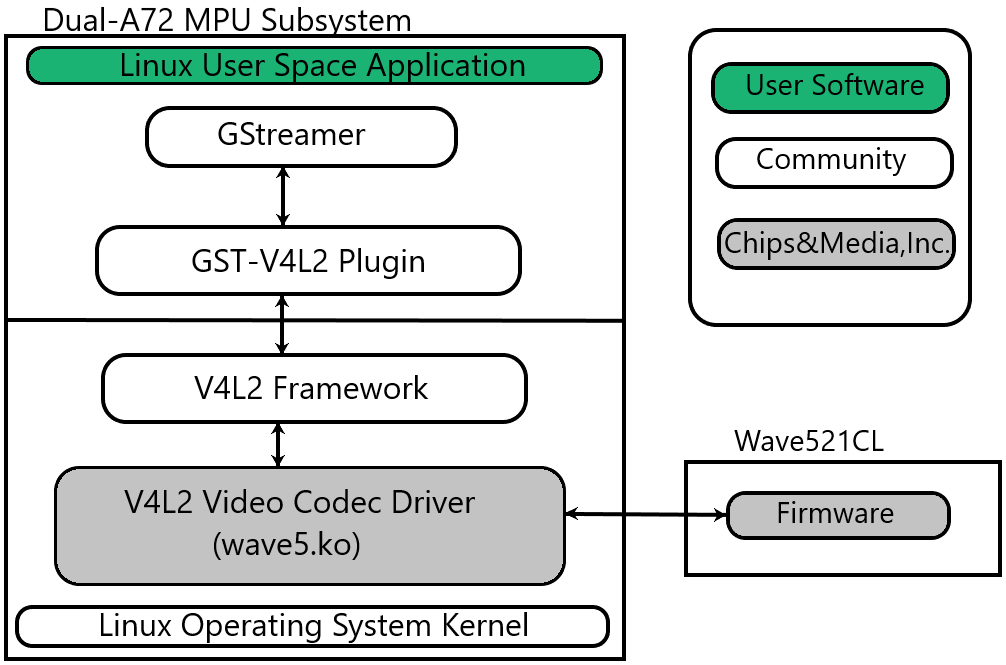 Dual-A72 MPU Subsystem
Linux User Space Application
GStreamer
GST-V4L2 Plugin
V4L2 Framework
V4L2 Video Codec Driver
(wave5.ko)
Linux Operating System Kernel
User Software
Community
Chips&Media,Inc.
Wave521CL
Firmware